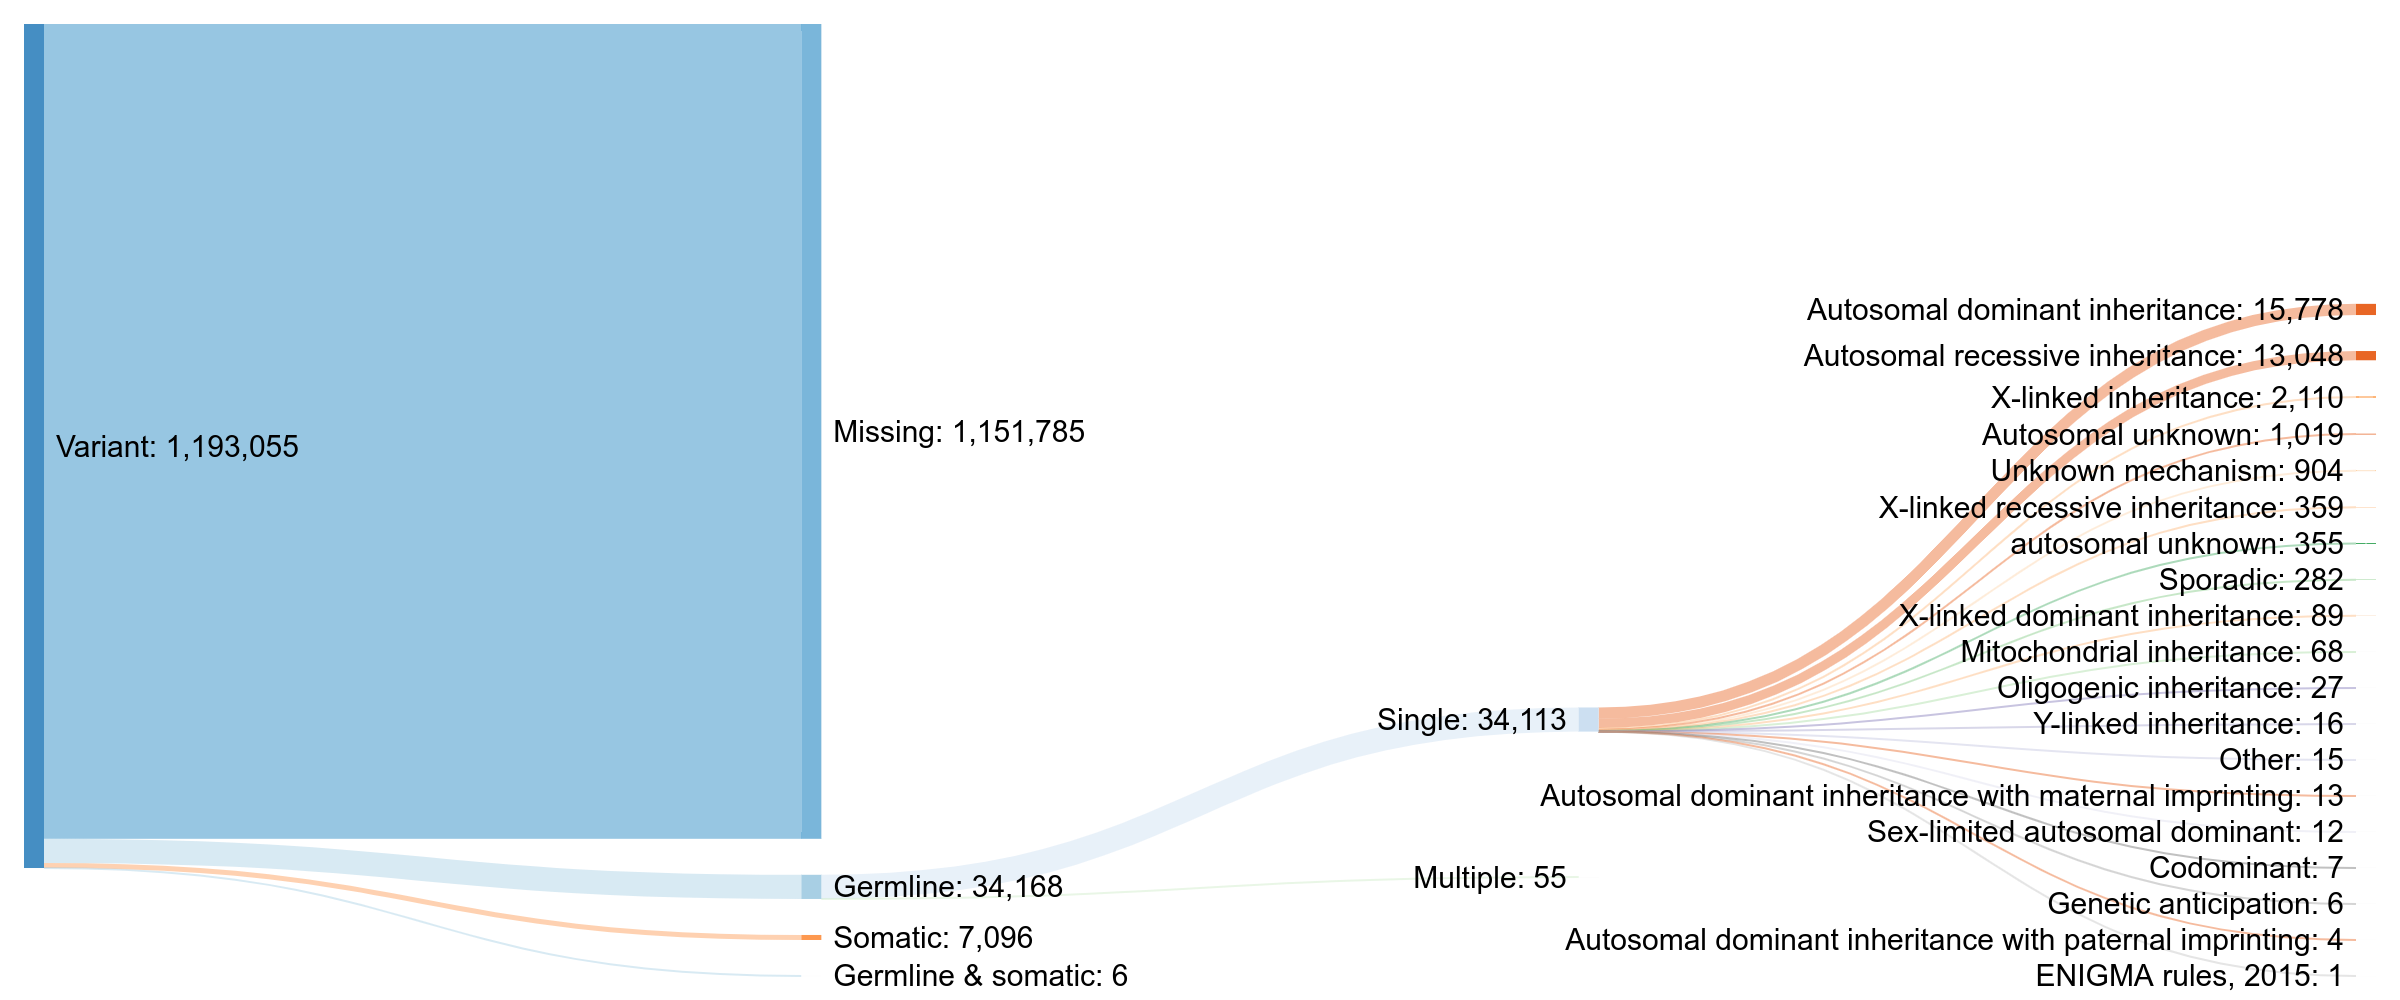 Variant: 1,193,055
Missing: 1,151,785
Germline: 34,168
Somatic: 7,096
Germline & somatic: 6
Single: 34,113
Multiple: 55
Autosomal dominant inheritance: 15,778
Autosomal recessive inheritance: 13,048
X-linked inheritance: 2,110
Autosomal unknown: 1,019
Unknown mechanism: 904
X-linked recessive inheritance: 359
autosomal unknown: 355
Sporadic: 282
X-linked dominant inheritance: 89
Mitochondrial inheritance: 68
Oligogenic inheritance: 27
Y-linked inheritance: 16
Other: 15
Autosomal dominant inheritance with maternal imprinting: 13
Sex-limited autosomal dominant: 12
Codominant: 7
Genetic anticipation: 6
Autosomal dominant inheritance with paternal imprinting: 4
ENIGMA rules, 2015: 1